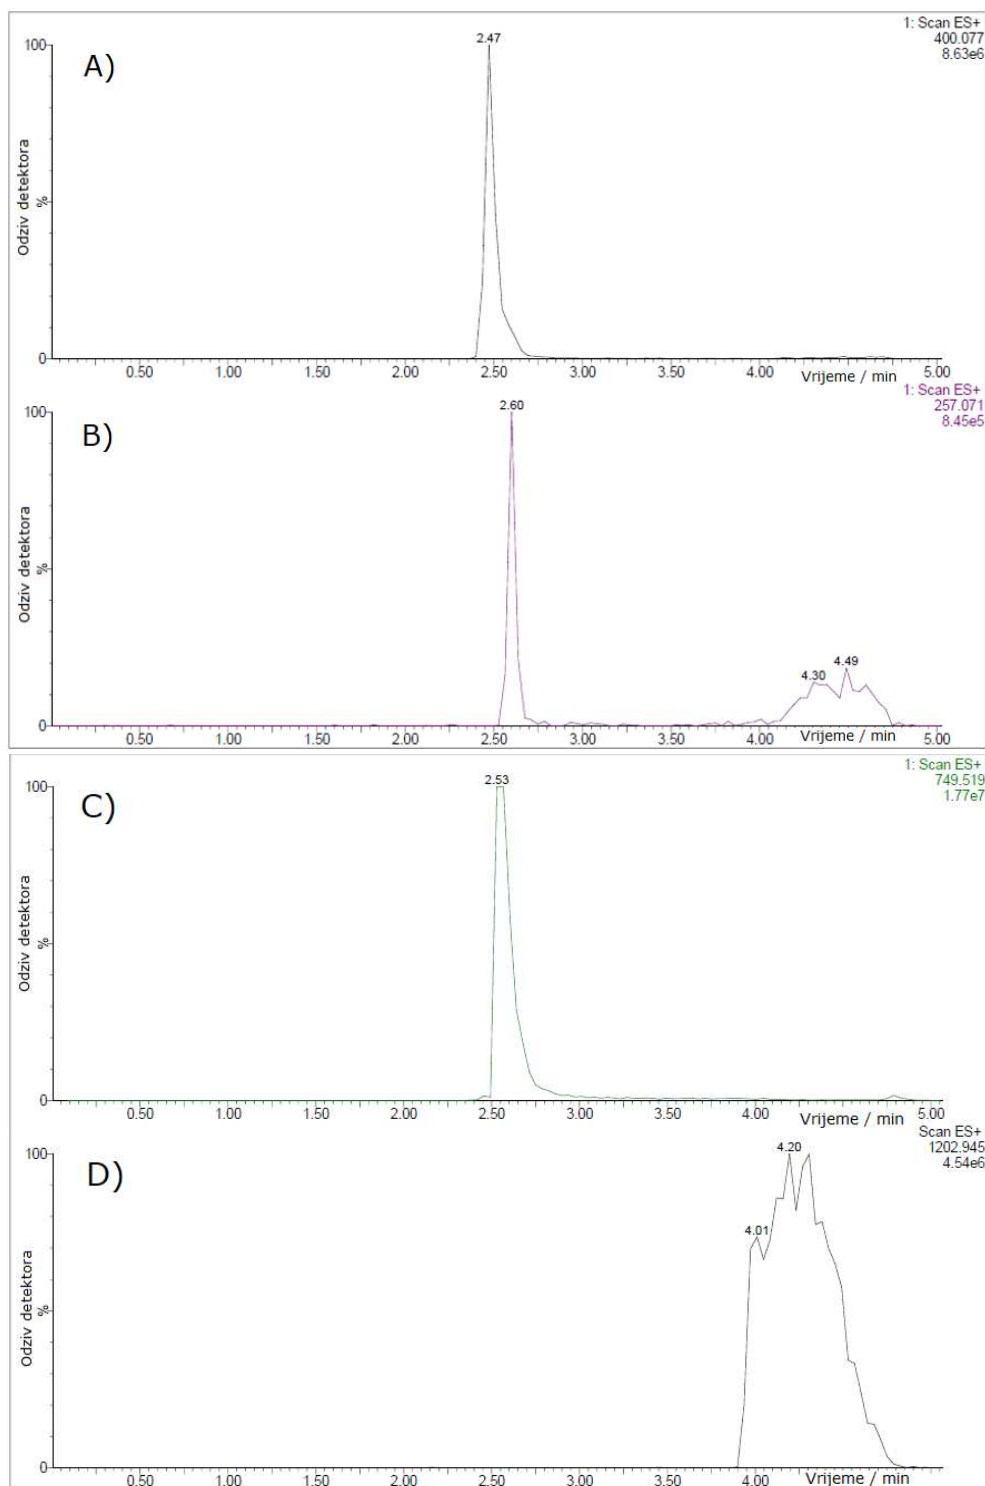 1: Scan ES+
400.077
8.63e6
A)
100
2.47
Odziv detektora
%
0
0.50 1.00 1.50 2.00 2.50 3.00 3.50 4.00 5.00
Vrijeme / min
1: Scan ES+
257.071
8.45e5
B)
100
2.60
Odziv detektora
%
4.30
4.49
0
0.50 1.00 1.50 2.00 2.50 3.00 3.50 4.00 5.00
Vrijeme / min
1: Scan ES+
749.519
1.77e7
C)
100
2.53
Odziv detektora
%
0
0.50 1.00 1.50 2.00 2.50 3.00 3.50 4.00 5.00
Vrijeme / min
Scan ES+
1202.945
4.54e6
D)
100
4.20
4.01
Odziv detektora
%
0
0.50 1.00 1.50 2.00 2.50 3.00 3.50 4.00 5.00
Vrijeme / min